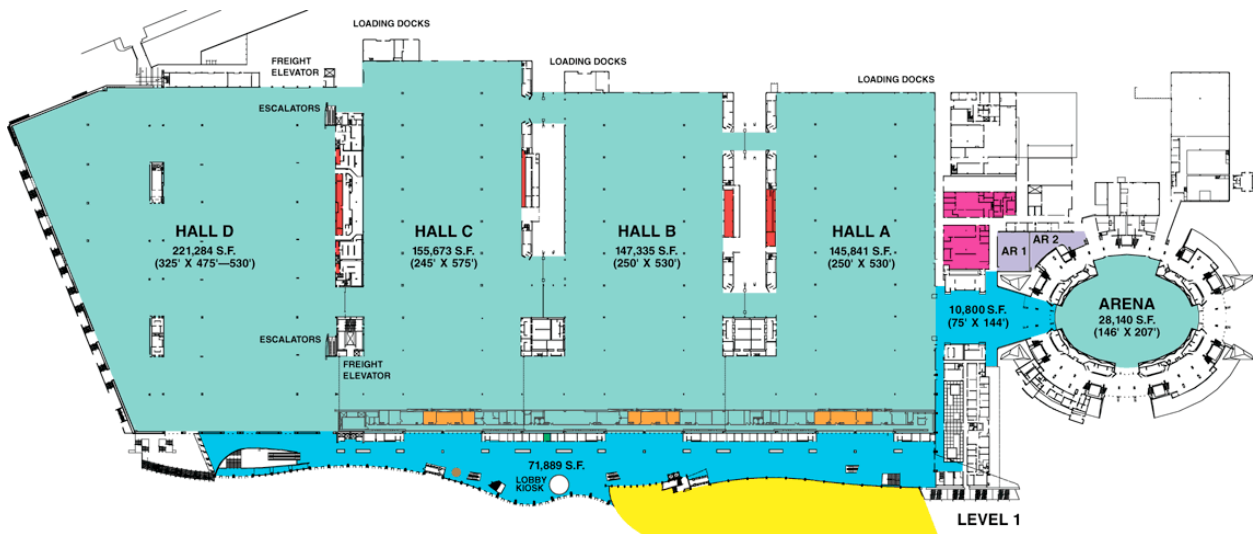 LOADING DOCKS
FREIGHT
ELEVATOR
LOADING DOCKS
LOADING DOCKS
ESCALATORS
HALL D
221,284 S.F.
(325' X 475'—530')
HALL C
155,673 S.F.
(245' X 575')
HALL B
147,335 S.F.
(250' X 530')
HALL A
145,841 S.F.
(250' X 530')
AR 1
AR 2
10,800 S.F.
(75' X 144')
ARENA
28,140 S.F.
(146' X 207')
ESCALATORS
FREIGHT
ELEVATOR
71,889 S.F.
LOBBY
KIOSK
LEVEL 1